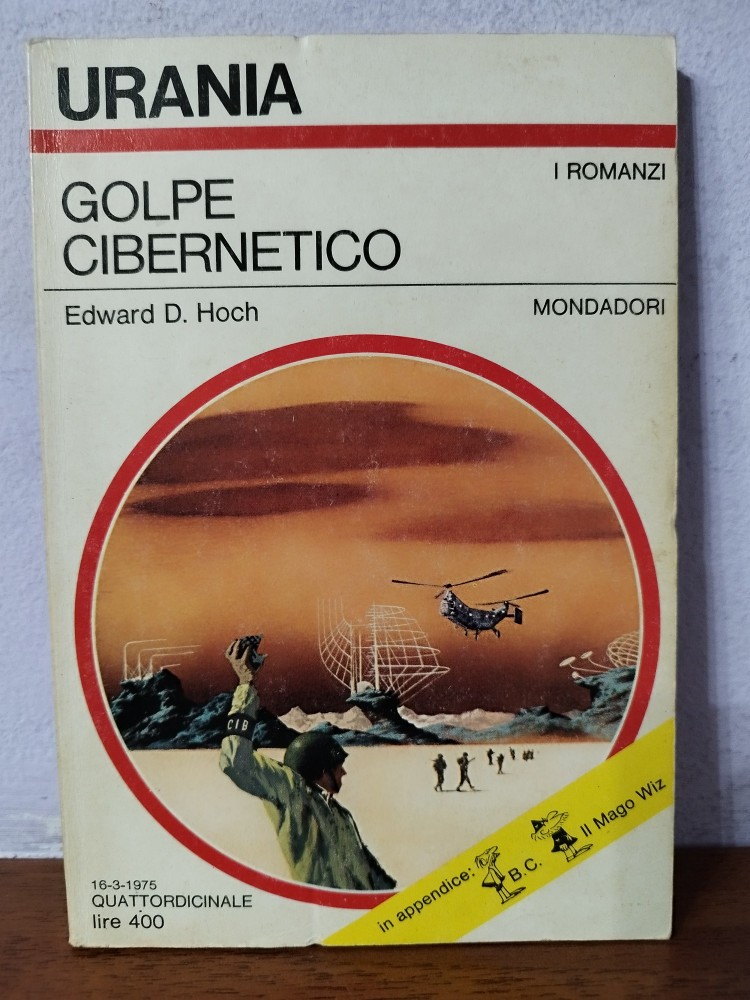 URANIA
I ROMANZI
GOLPE
CIBERNETICO
Edward D. Hoch
MONDADORI
CIB
in appendice: B.C. Il Mago Wiz
16-3-1975
QUATTORDICINALE
lire 400